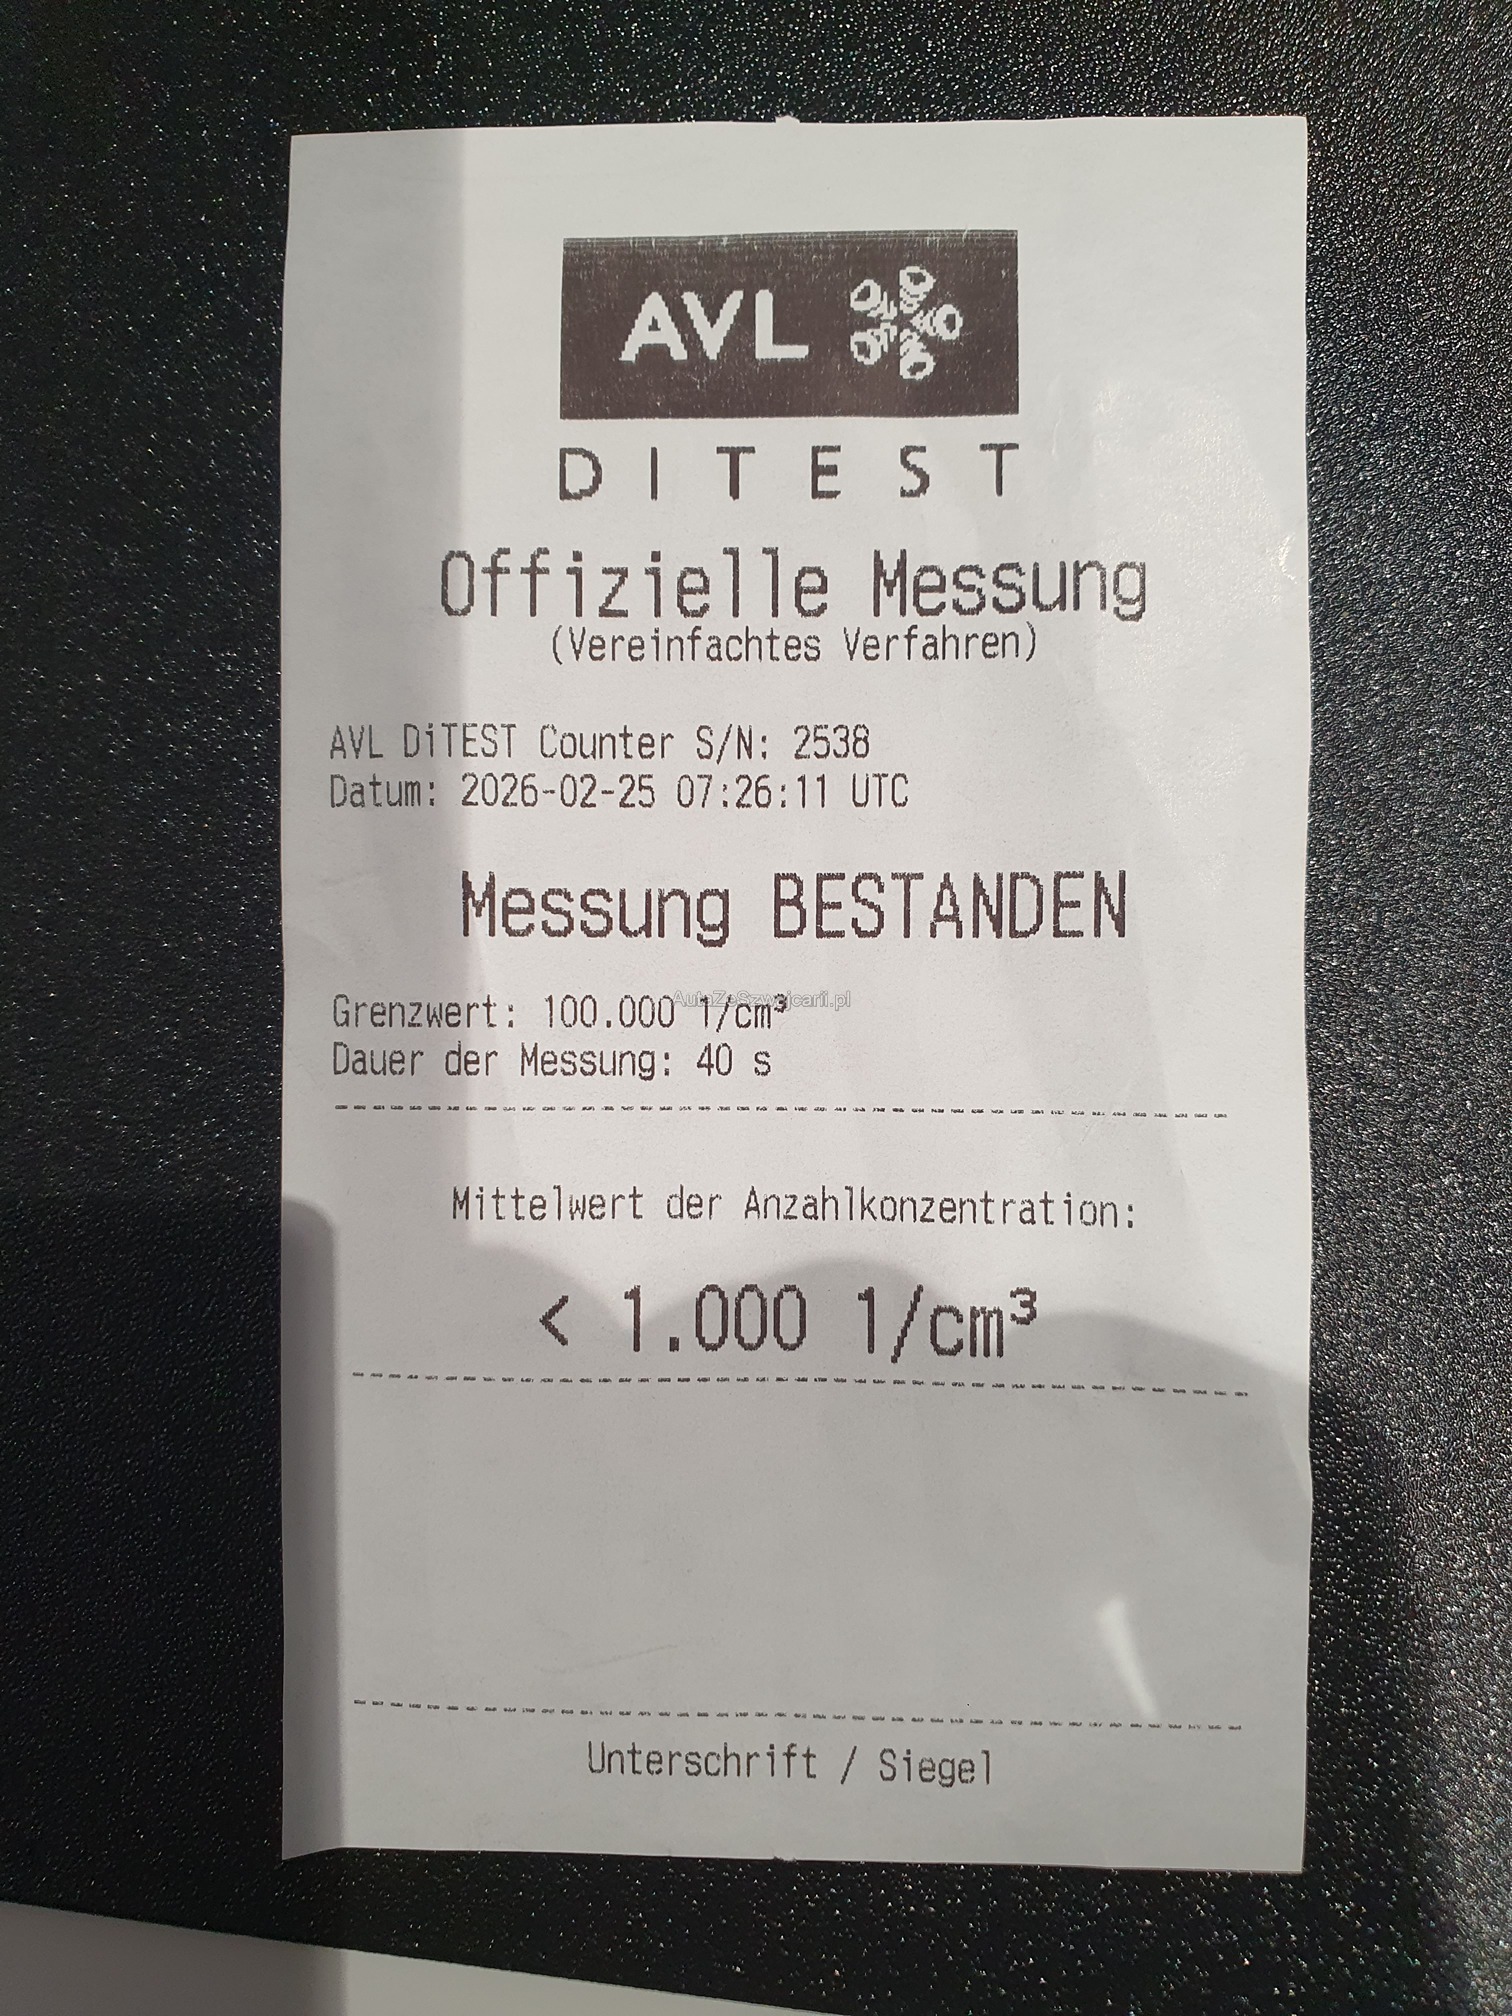 AVL
DITEST
Offizielle Messung
(Vereinfachtes Verfahren)
AVL DiTEST Counter S/N: 2538
Datum: 2026-02-25 07:26:11 UTC
Messung BESTANDEN
AutaZeSzwajcarii.pl
Grenzwert: 100.000 1/cm³
Dauer der Messung: 40 s
Mittelwert der Anzahlkonzentration:
< 1.000 1/cm³
Unterschrift / Siegel